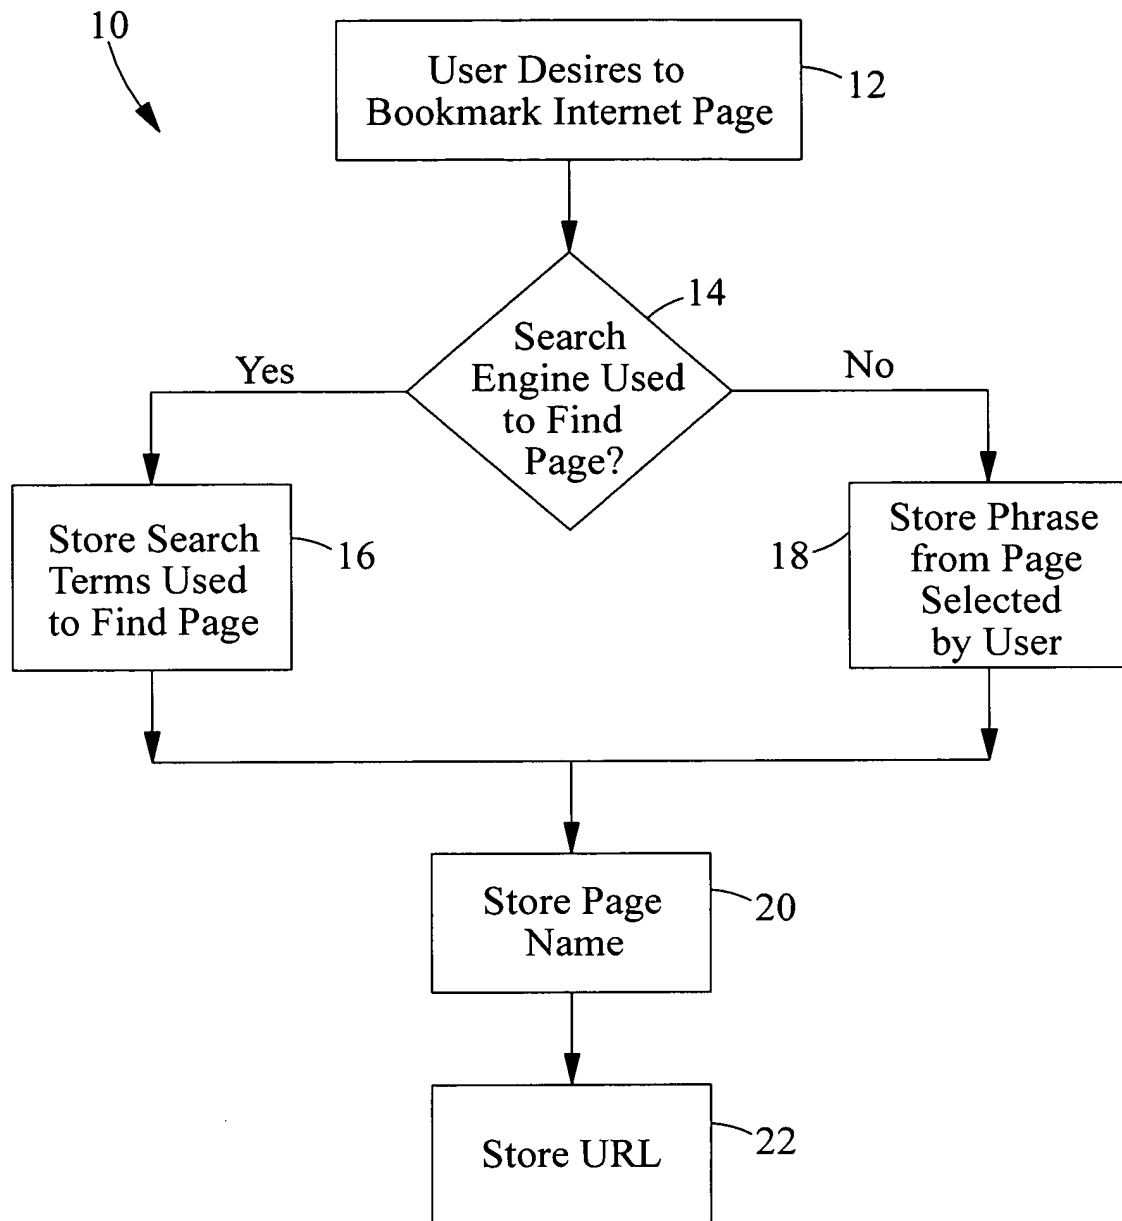 10
User Desires to
Bookmark Internet Page
12
14
Search
Engine Used
to Find
Page?
Yes
No
Store Search
Terms Used
to Find Page
16
18
Store Phrase
from Page
Selected
by User
Store Page
Name
20
Store URL
22